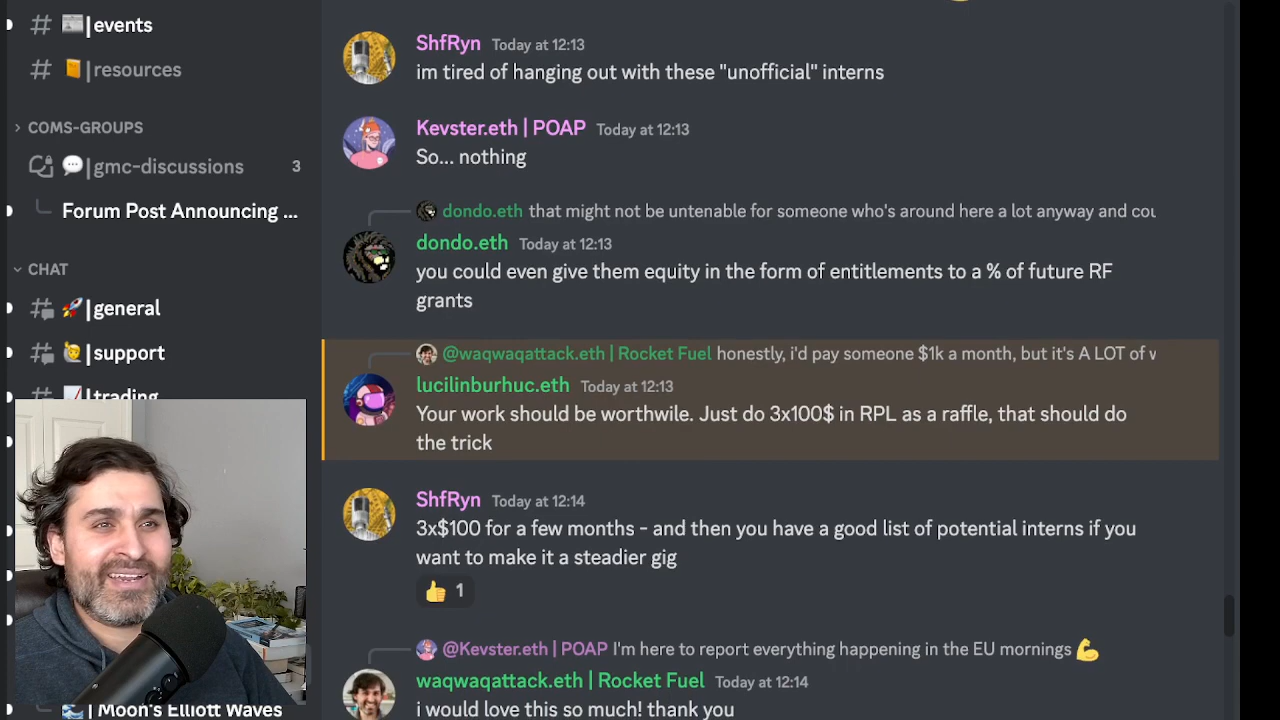 # 📰|events
# 📙|resources
COMS-GROUPS
💬|gmc-discussions 3
Forum Post Announcing ...
CHAT
🚀|general
🙋|support
📈|trading
| Moon's Elliott Waves
ShfRyn Today at 12:13
im tired of hanging out with these "unofficial" interns
Kevster.eth | POAP Today at 12:13
So... nothing
dondo.eth that might not be untenable for someone who's around here a lot anyway and cou
dondo.eth Today at 12:13
you could even give them equity in the form of entitlements to a % of future RF
grants
@waqwaqattack.eth | Rocket Fuel honestly, i'd pay someone $1k a month, but it's A LOT of
lucilinburhuc.eth Today at 12:13
Your work should be worthwile. Just do 3x100$ in RPL as a raffle, that should do
the trick
ShfRyn Today at 12:14
3x$100 for a few months - and then you have a good list of potential interns if you
want to make it a steadier gig
👍 1
@Kevster.eth | POAP I'm here to report everything happening in the EU mornings 💪
waqwaqattack.eth | Rocket Fuel Today at 12:14
i would love this so much! thank you